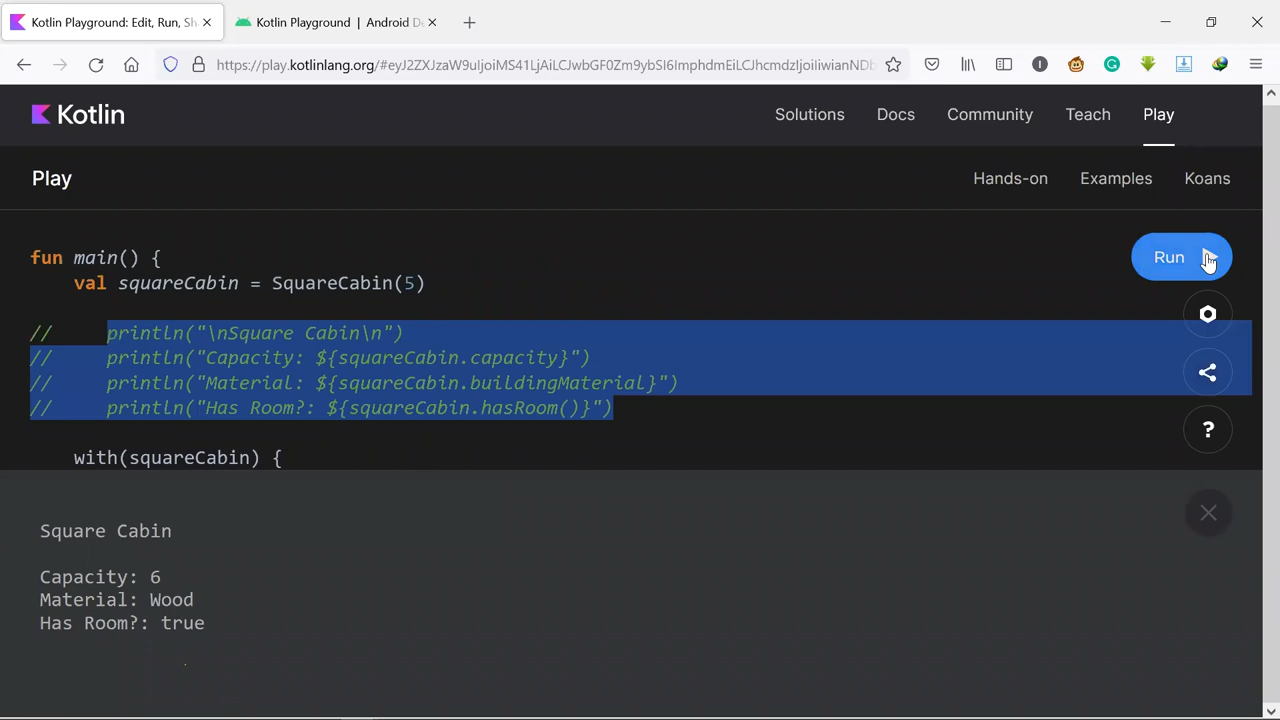 Kotlin Playground: Edit, Run, Sh
Kotlin Playground | Android De
https://play.kotlinlang.org/#eyJ2ZXJzaW9uIjoiMS41LjAiLCJwbGF0Zm9ybSI6ImphdmEiLCJhcmdzIjoiIiwianNDb
Kotlin
Solutions
Docs
Community
Teach
Play
Play
Hands-on
Examples
Koans
fun main() {
Run
val squareCabin = SquareCabin(5)
// println("\nSquare Cabin\n")
// println("Capacity: ${squareCabin.capacity}")
// println("Material: ${squareCabin.buildingMaterial}")
// println("Has Room?: ${squareCabin.hasRoom()}")
?
with(squareCabin) {
Square Cabin
Capacity: 6
Material: Wood
Has Room?: true